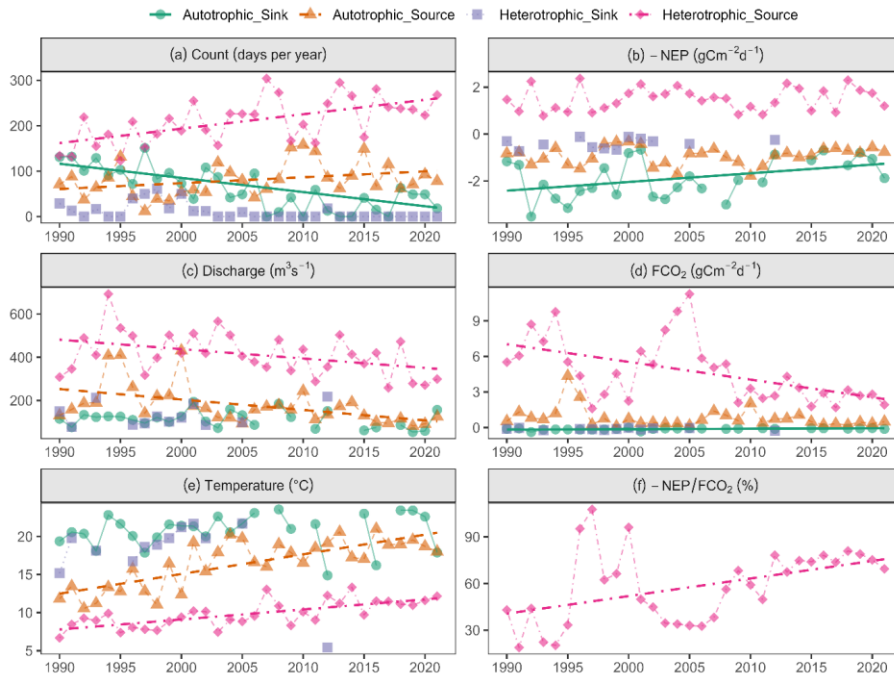 Autotrophic_Sink Autotrophic_Source Heterotrophic_Sink Heterotrophic_Source
(a) Count (days per year)
300
200
100
0
1990 1995 2000 2005 2010 2015 2020
(b) − NEP (gCm⁻²d⁻¹)
2
0
−2
1990 1995 2000 2005 2010 2015 2020
(c) Discharge (m³s⁻¹)
600
400
200
1990 1995 2000 2005 2010 2015 2020
(d) FCO₂ (gCm⁻²d⁻¹)
9
6
3
0
1990 1995 2000 2005 2010 2015 2020
(e) Temperature (°C)
20
15
10
5
1990 1995 2000 2005 2010 2015 2020
(f) − NEP/FCO₂ (%)
90
60
30
1990 1995 2000 2005 2010 2015 2020